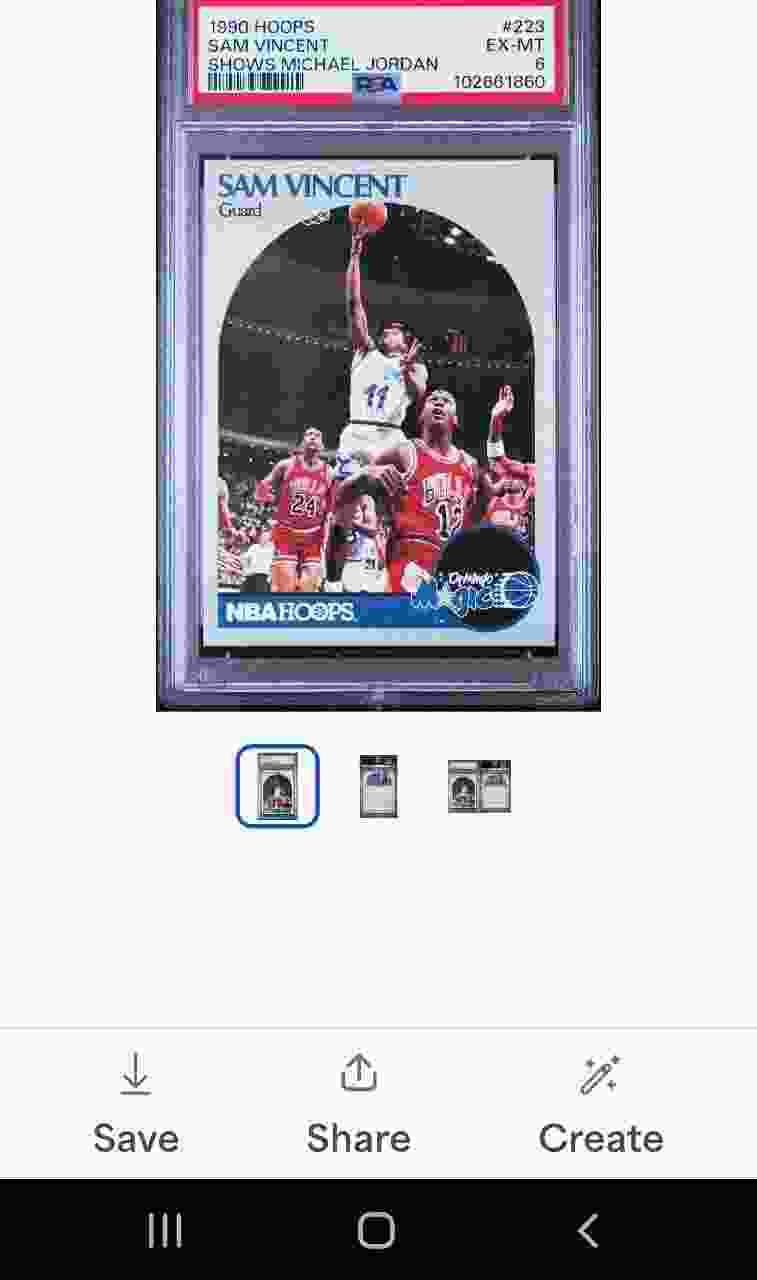 1990 HOOPS #223
SAM VINCENT EX-MT
SHOWS MICHAEL JORDAN 6
PSA 102661860
SAM VINCENT
Guard
11
24
12
Orlando
Magic
NBA HOOPS
Save Share Create